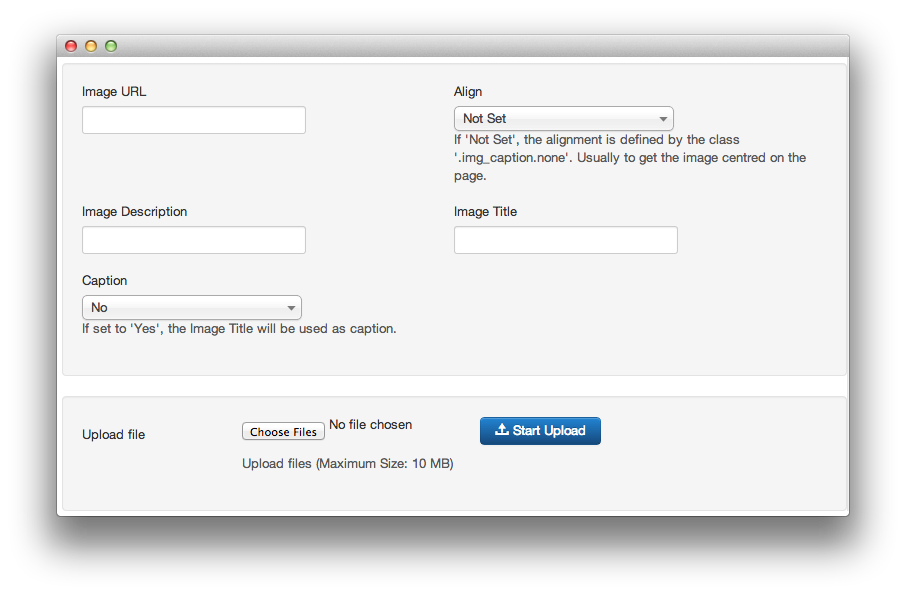 Image URL
Align
Not Set
If 'Not Set', the alignment is defined by the class
'.img_caption.none'. Usually to get the image centred on the
page.
Image Description
Image Title
Caption
No
If set to 'Yes', the Image Title will be used as caption.
Upload file
Choose Files No file chosen
Start Upload
Upload files (Maximum Size: 10 MB)